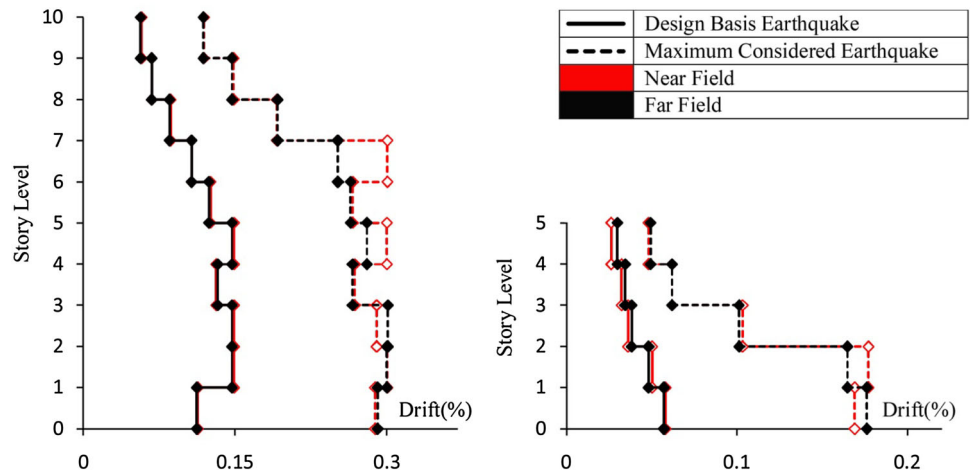 10
9
8
7
6
5
4
3
2
1
0
Story Level
0 0.15 0.3
Drift(%)
Design Basis Earthquake
Maximum Considered Earthquake
Near Field
Far Field
5
4
3
2
1
0
Story Level
0 0.1 0.2
Drift(%)